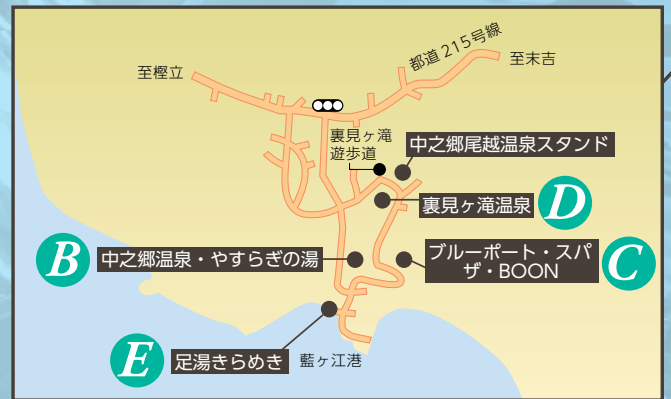 都道215号線
至樫立
至末吉
裏見ヶ滝
遊歩道
中之郷尾越温泉スタンド
裏見ヶ滝温泉
D
B
中之郷温泉・やすらぎの湯
ブルーポート・スパ
ザ・BOON
C
E
足湯きらめき
藍ヶ江港